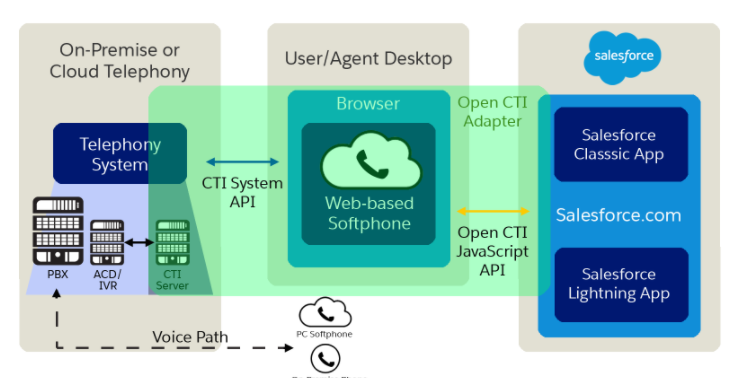 On-Premise or
Cloud Telephony
User/Agent Desktop
salesforce
Telephony
System
CTI System
API
Browser
Web-based
Softphone
Open CTI
Adapter
Open CTI
JavaScript
API
Salesforce
Classsic App
Salesforce.com
Salesforce
Lightning App
PBX
ACD/
IVR
CTI
Server
Voice Path
PC Softphone